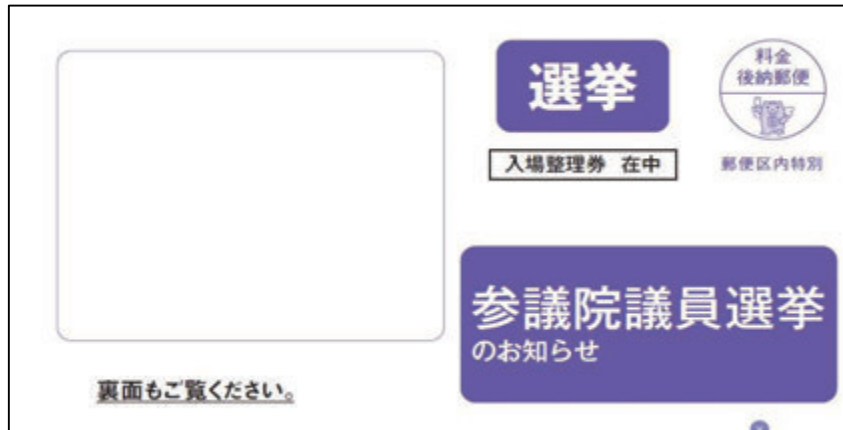 選挙
料金
後納郵便
入場整理券 在中
郵便区内特別
参議院議員選挙
のお知らせ
裏面もご覧ください。